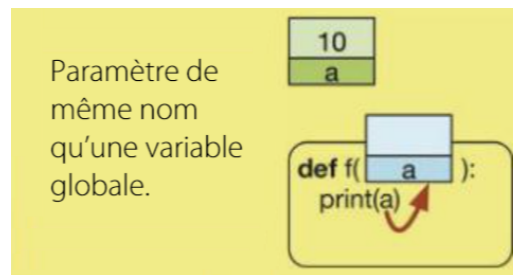 Paramètre de
même nom
qu'une variable
globale.
10
a
def f( a ):
print(a)